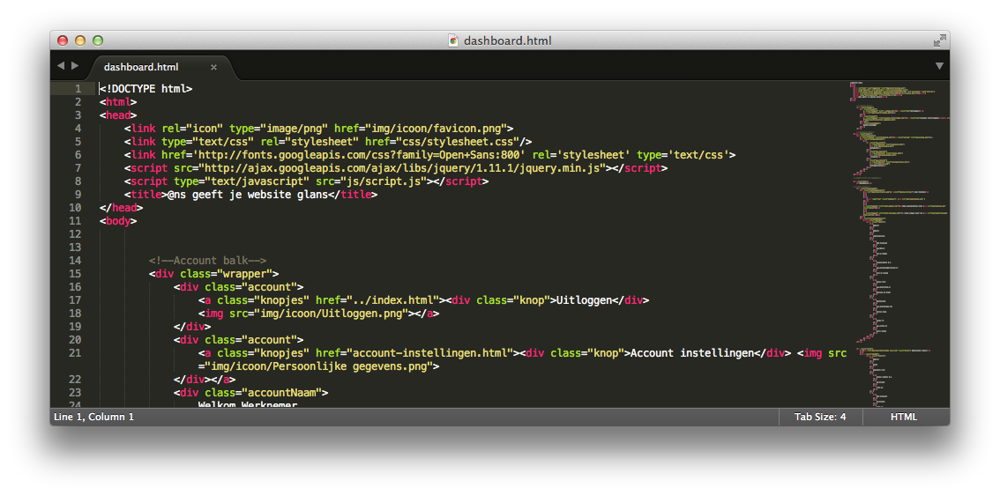 dashboard.html
dashboard.html ×
1 <!DOCTYPE html>
2 <html>
3 <head>
4 <link rel="icon" type="image/png" href="img/icoon/favicon.png">
5 <link type="text/css" rel="stylesheet" href="css/stylesheet.css"/>
6 <link href='http://fonts.googleapis.com/css?family=Open+Sans:800' rel='stylesheet' type='text/css'>
7 <script src="http://ajax.googleapis.com/ajax/libs/jquery/1.11.1/jquery.min.js"></script>
8 <script type="text/javascript" src="js/script.js"></script>
9 <title>@ns geeft je website glans</title>
10 </head>
11 <body>
12
13
14 <!--Account balk-->
15 <div class="wrapper">
16 <div class="account">
17 <a class="knopjes" href="../index.html"><div class="knop">Uitloggen</div>
18 <img src="img/icoon/Uitloggen.png"></a>
19 </div>
20 <div class="account">
21 <a class="knopjes" href="account-instellingen.html"><div class="knop">Account instellingen</div> <img src
="img/icoon/Persoonlijke gegevens.png">
22 </div></a>
23 <div class="accountNaam">
24 Welkom Werknemer
Line 1, Column 1
Tab Size: 4
HTML